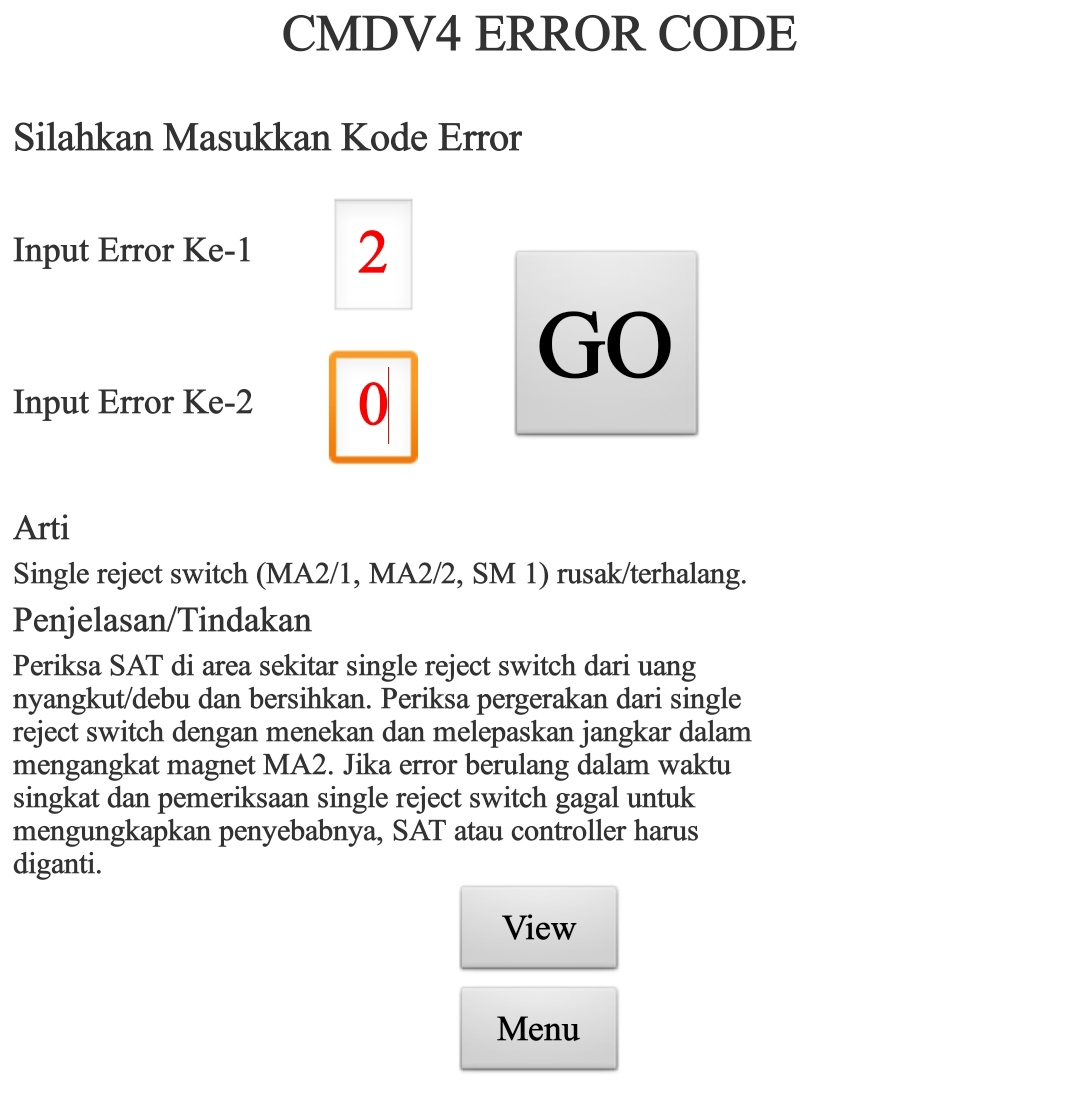 CMDV4 ERROR CODE
Silahkan Masukkan Kode Error
Input Error Ke-1
2
GO
Input Error Ke-2
0
Arti
Single reject switch (MA2/1, MA2/2, SM 1) rusak/terhalang.
Penjelasan/Tindakan
Periksa SAT di area sekitar single reject switch dari uang
nyangkut/debu dan bersihkan. Periksa pergerakan dari single
reject switch dengan menekan dan melepaskan jangkar dalam
mengangkat magnet MA2. Jika error berulang dalam waktu
singkat dan pemeriksaan single reject switch gagal untuk
mengungkapkan penyebabnya, SAT atau controller harus
diganti.
View
Menu